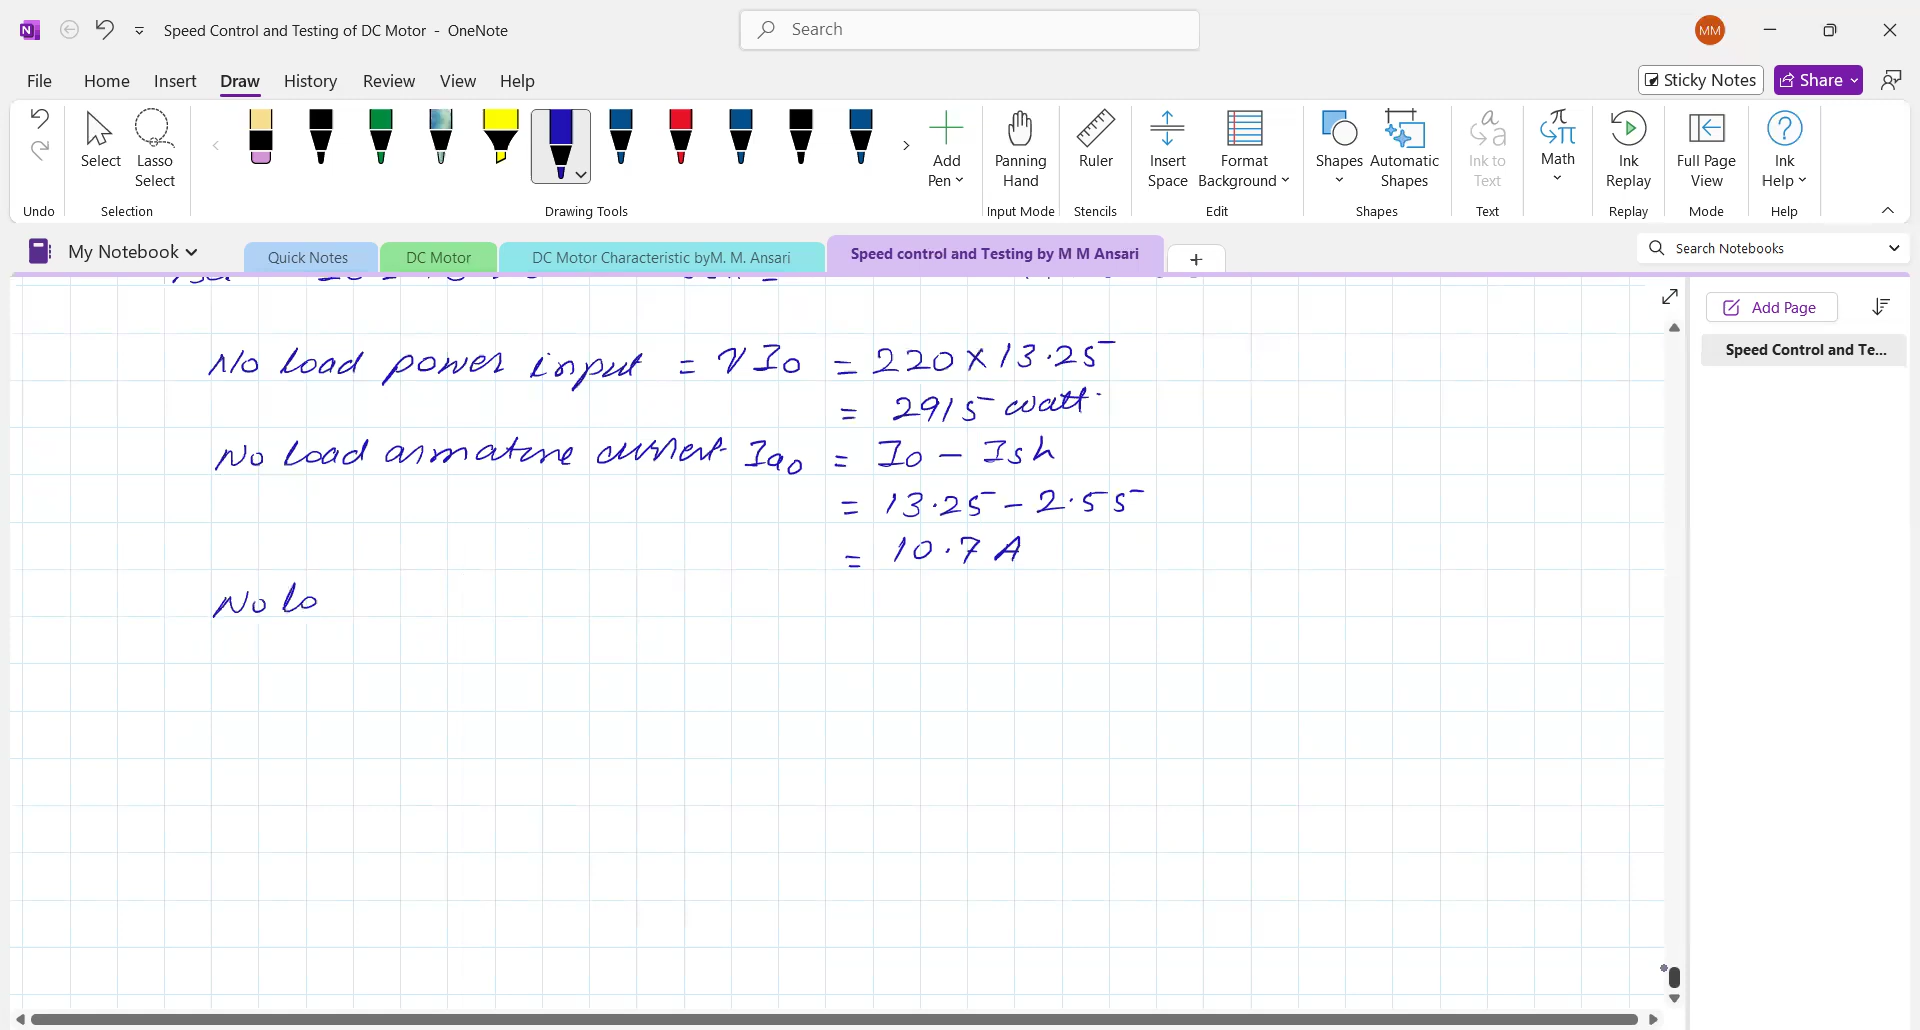 Speed Control and Testing of DC Motor - OneNote
Search
MM
File Home Insert Draw History Review View Help
Sticky Notes Share
Select Lasso Select Add Pen Panning Hand Ruler Insert Space Format Background Shapes Automatic Shapes Ink to Text Math Ink Replay Full Page View Ink Help
Undo Selection Drawing Tools Input Mode Stencils Edit Shapes Text Replay Mode Help
My Notebook Quick Notes DC Motor DC Motor Characteristic byM. M. Ansari Speed control and Testing by M M Ansari + Search Notebooks
Add Page
Speed Control and Te...
No load power input = VIo = 220 × 13.25
= 2915 watt.
No load armature current Iao = Io - Ish
= 13.25 - 2.55
= 10.7 A
No lo